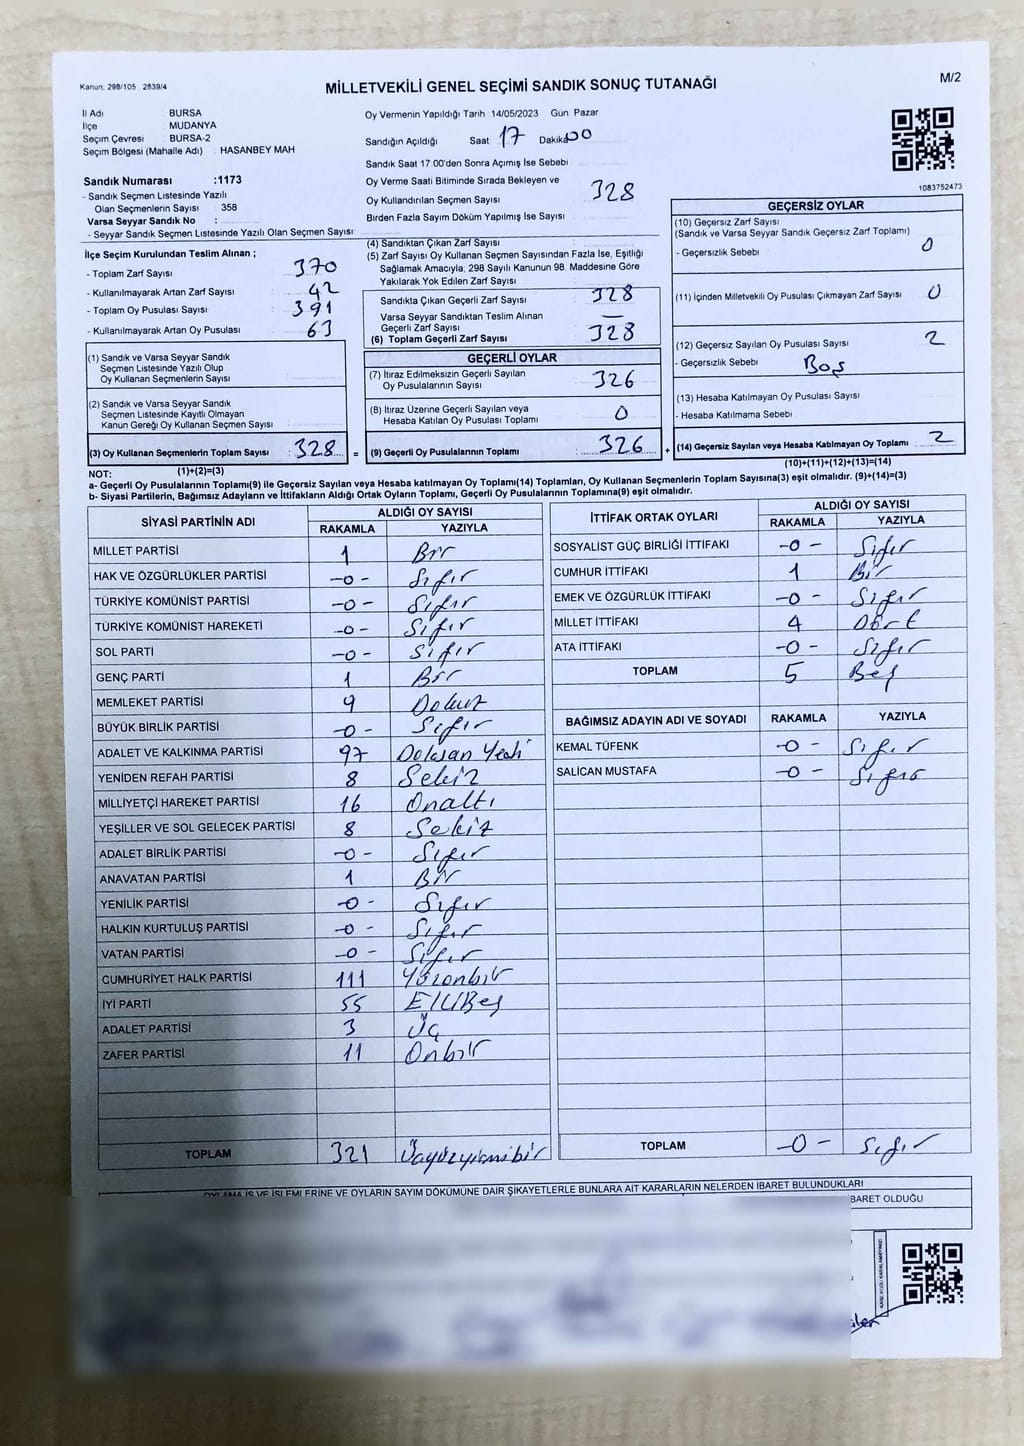 Kanun, 298/105 2839/4
MİLLETVEKİLİ GENEL SEÇİMİ SANDIK SONUÇ TUTANAĞI
M/2
İl Adı BURSA
İlçe MUDANYA
Seçim Çevresi BURSA-2
Seçim Bölgesi (Mahalle Adı) : HASANBEY MAH
Sandık Numarası :1173
- Sandık Seçmen Listesinde Yazılı
Olan Seçmenlerin Sayısı : 358
Varsa Seyyar Sandık No :
- Seyyar Sandık Seçmen Listesinde Yazılı Olan Seçmen Sayısı:
Oy Vermenin Yapıldığı Tarih 14/05/2023 Gün Pazar
Sandığın Açıldığı Saat 17 Dakika 00
Sandık Saat 17 00'den Sonra Açımış İse Sebebi
Oy Verme Saati Bitiminde Sırada Bekleyen ve
Oy Kullandırılan Seçmen Sayısı 328
Birden Fazla Sayım Döküm Yapılmış İse Sayısı :
1083752473
İlçe Seçim Kurulundan Teslim Alınan ;
- Toplam Zarf Sayısı 370
- Kullanılmayarak Artan Zarf Sayısı 42
- Toplam Oy Pusulası Sayısı 391
- Kullanılmayarak Artan Oy Pusulası 63
(1) Sandık ve Varsa Seyyar Sandık
Seçmen Listesinde Yazılı Olup
Oy Kullanan Seçmenlerin Sayısı
(2) Sandık ve Varsa Seyyar Sandık
Seçmen Listesinde Kayıtlı Olmayan
Kanun Gereği Oy Kullanan Seçmen Sayısı
(3) Oy Kullanan Seçmenlerin Toplam Sayısı : 328 =
(4) Sandıktan Çıkan Zarf Sayısı
(5) Zarf Sayısı Oy Kullanan Seçmen Sayısından Fazla İse, Eşitliği
Sağlamak Amacıyla, 298 Sayılı Kanunun 98. Maddesine Göre
Yakılarak Yok Edilen Zarf Sayısı
Sandıkta Çıkan Geçerli Zarf Sayısı 328
Varsa Seyyar Sandıktan Teslim Alınan
Geçerli Zarf Sayısı —
(6) Toplam Geçerli Zarf Sayısı 328
GEÇERLİ OYLAR
(7) İtiraz Edilmeksizin Geçerli Sayılan
Oy Pusulalarının Sayısı 326
(8) İtiraz Üzerine Geçerli Sayılan veya
Hesaba Katılan Oy Pusulası Toplamı 0
(9) Geçerli Oy Pusulalarının Toplamı : 326 +
GEÇERSİZ OYLAR
(10) Geçersiz Zarf Sayısı
(Sandık ve Varsa Seyyar Sandık Geçersiz Zarf Toplamı) 0
- Geçersizlik Sebebi
(11) İçinden Milletvekili Oy Pusulası Çıkmayan Zarf Sayısı 0
(12) Geçersiz Sayılan Oy Pusulası Sayısı 2
- Geçersizlik Sebebi Boş
(13) Hesaba Katılmayan Oy Pusulası Sayısı
- Hesaba Katılmama Sebebi
(14) Geçersiz Sayılan veya Hesaba Katılmayan Oy Toplamı 2
NOT: (1)+(2)=(3)
(10)+(11)+(12)+(13)=(14)
a- Geçerli Oy Pusulalarının Toplamı(9) ile Geçersiz Sayılan veya Hesaba katılmayan Oy Toplamı(14) Toplamları, Oy Kullanan Seçmenlerin Toplam Sayısına(3) eşit olmalıdır. (9)+(14)=(3)
b- Siyasi Partilerin, Bağımsız Adayların ve İttifakların Aldığı Ortak Oyların Toplamı, Geçerli Oy Pusulalarının Toplamına(9) eşit olmalıdır.
SİYASİ PARTİNİN ADI ALDIĞI OY SAYISI
RAKAMLA YAZIYLA
MİLLET PARTİSİ 1 Bir
HAK VE ÖZGÜRLÜKLER PARTİSİ -0- Sıfır
TÜRKİYE KOMÜNİST PARTİSİ -0- Sıfır
TÜRKİYE KOMÜNİST HAREKETİ -0- Sıfır
SOL PARTİ -0- Sıfır
GENÇ PARTİ 1 Bir
MEMLEKET PARTİSİ 9 Dokuz
BÜYÜK BİRLİK PARTİSİ -0- Sıfır
ADALET VE KALKINMA PARTİSİ 97 Doksan Yedi
YENİDEN REFAH PARTİSİ 8 Sekiz
MİLLİYETÇİ HAREKET PARTİSİ 16 Onaltı
YEŞİLLER VE SOL GELECEK PARTİSİ 8 Sekiz
ADALET BİRLİK PARTİSİ -0- Sıfır
ANAVATAN PARTİSİ 1 Bir
YENİLİK PARTİSİ -0- Sıfır
HALKIN KURTULUŞ PARTİSİ -0- Sıfır
VATAN PARTİSİ -0- Sıfır
CUMHURİYET HALK PARTİSİ 111 Yüzonbir
İYİ PARTİ 55 ElliBeş
ADALET PARTİSİ 3 Üç
ZAFER PARTİSİ 11 Onbir
TOPLAM 321 Üçyüzyirmibir
İTTİFAK ORTAK OYLARI ALDIĞI OY SAYISI
RAKAMLA YAZIYLA
SOSYALİST GÜÇ BİRLİĞİ İTTİFAKI -0- Sıfır
CUMHUR İTTİFAKI 1 Bir
EMEK VE ÖZGÜRLÜK İTTİFAKI -0- Sıfır
MİLLET İTTİFAKI 4 Dört
ATA İTTİFAKI -0- Sıfır
TOPLAM 5 Beş
BAĞIMSIZ ADAYIN ADI VE SOYADI RAKAMLA YAZIYLA
KEMAL TÜFENK -0- Sıfır
SALİCAN MUSTAFA -0- Sıfır
TOPLAM -0- Sıfır
OYLAMA İŞ VE İŞLEMLERİNE VE OYLARIN SAYIM DÖKÜMÜNE DAİR ŞİKAYETLERLE BUNLARA AİT KARARLARIN NELERDEN İBARET BULUNDUKLARI
BARET OLDUĞU